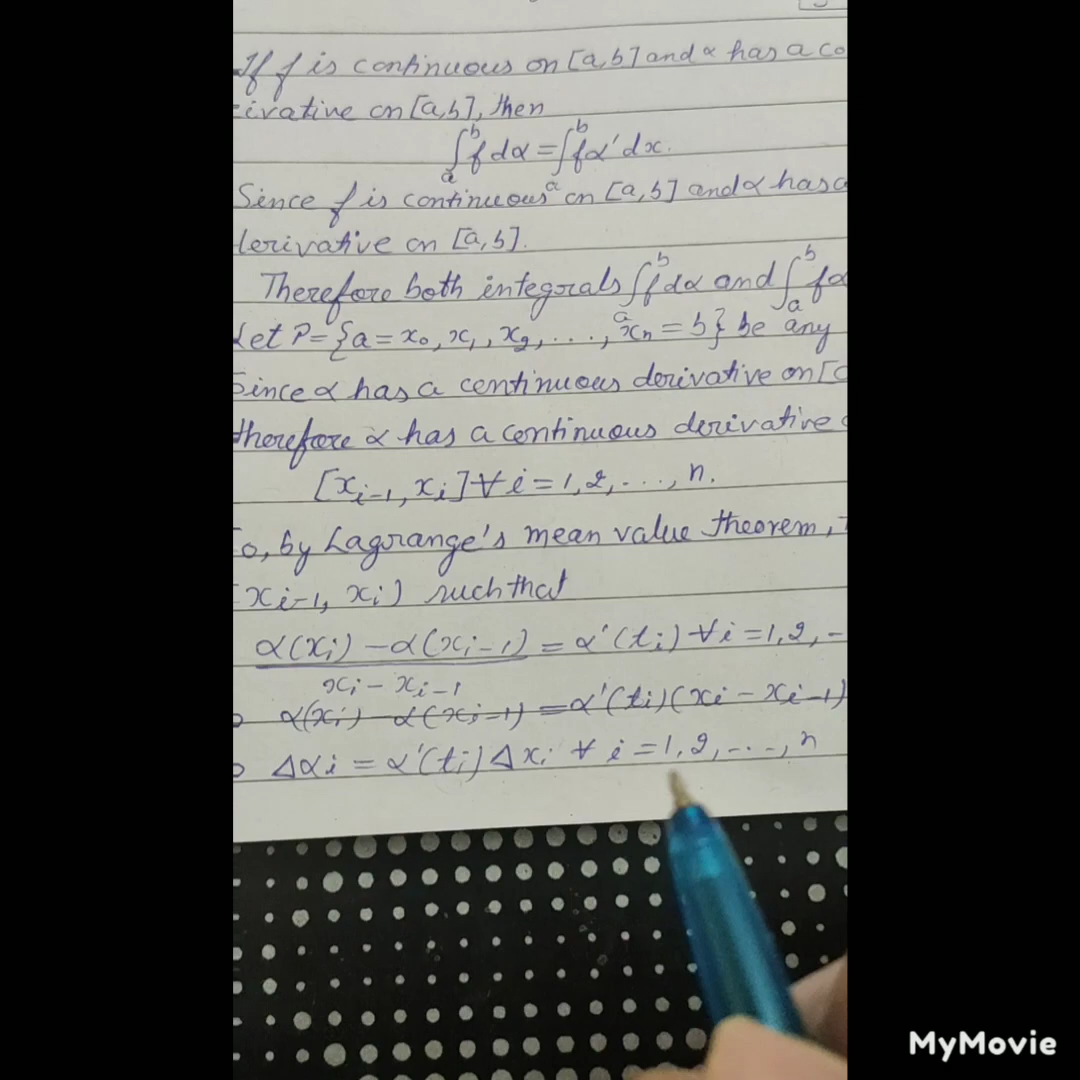 If f is continuous on [a,b] and α has a co
ivative on [a,b], then
∫ₐᵇ f dα = ∫ₐᵇ fα' dx.
Since f is continuous on [a,b] and α has a
derivative on [a,b].
Therefore both integrals ∫ₐᵇ f dα and ∫ₐᵇ fα
Let P = {a = x₀, x₁, x₂, ..., xₙ = b} be any
Since α has a continuous derivative on [a
therefore α has a continuous derivative o
[xᵢ₋₁, xᵢ] ∀ i = 1, 2, ..., n.
So, by Lagrange's mean value theorem,
xᵢ₋₁, xᵢ) such that
α(xᵢ) − α(xᵢ₋₁) = α'(tᵢ) ∀ i = 1, 2, -
xᵢ − xᵢ₋₁
α(xᵢ) − α(xᵢ₋₁) = α'(tᵢ)(xᵢ − xᵢ₋₁)
Δαᵢ = α'(tᵢ) Δxᵢ ∀ i = 1, 2, ..., n
MyMovie